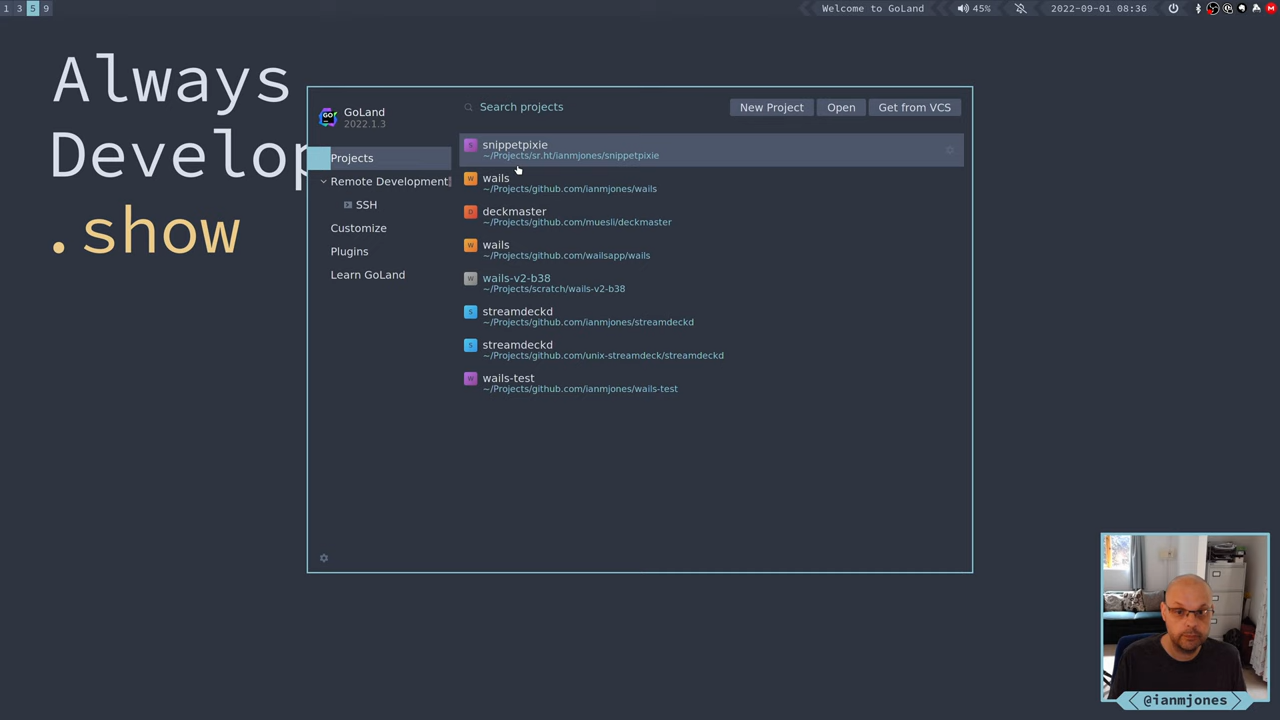 1 3 5 9
Welcome to GoLand
45%
2022-09-01 08:36
Always
Develop
.show
GoLand
2022.1.3
Search projects
New Project
Open
Get from VCS
Projects
Remote Development
SSH
Customize
Plugins
Learn GoLand
snippetpixie
~/Projects/sr.ht/ianmjones/snippetpixie
W wails
~/Projects/github.com/ianmjones/wails
D deckmaster
~/Projects/github.com/muesli/deckmaster
W wails
~/Projects/github.com/wailsapp/wails
W wails-v2-b38
~/Projects/scratch/wails-v2-b38
S streamdeckd
~/Projects/github.com/ianmjones/streamdeckd
S streamdeckd
~/Projects/github.com/unix-streamdeck/streamdeckd
W wails-test
~/Projects/github.com/ianmjones/wails-test
@ianmjones